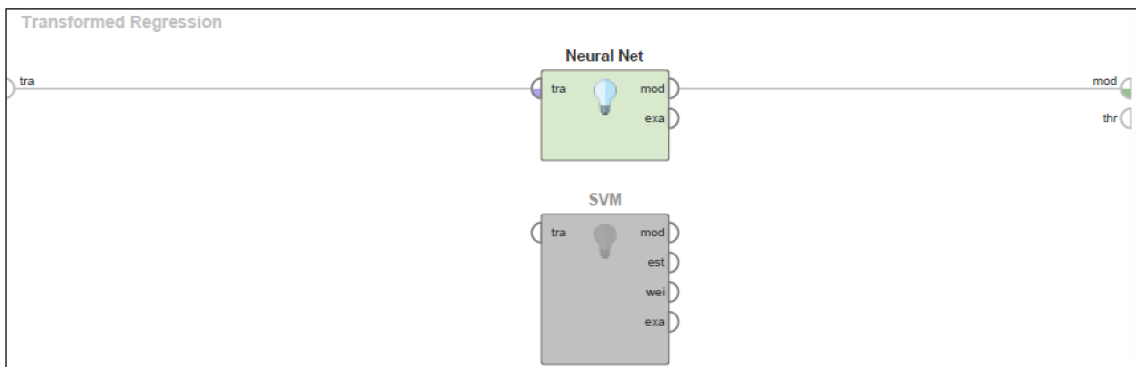 Transformed Regression
Neural Net
tra
tra
mod
mod
exa
thr
SVM
tra
mod
est
wei
exa